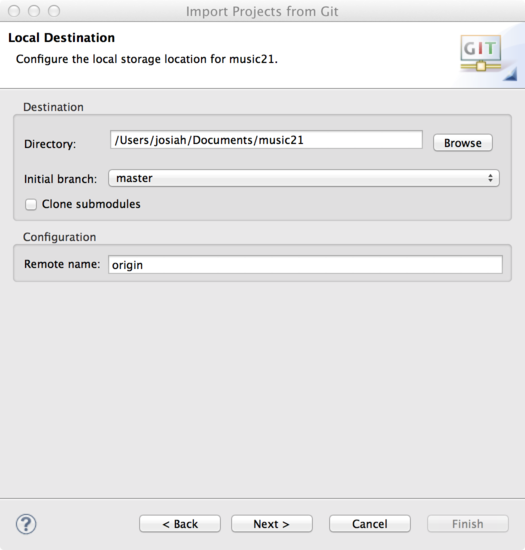 Import Projects from Git
Local Destination
Configure the local storage location for music21.
GIT
Destination
Directory: /Users/josiah/Documents/music21 Browse
Initial branch: master
Clone submodules
Configuration
Remote name: origin
? < Back Next > Cancel Finish